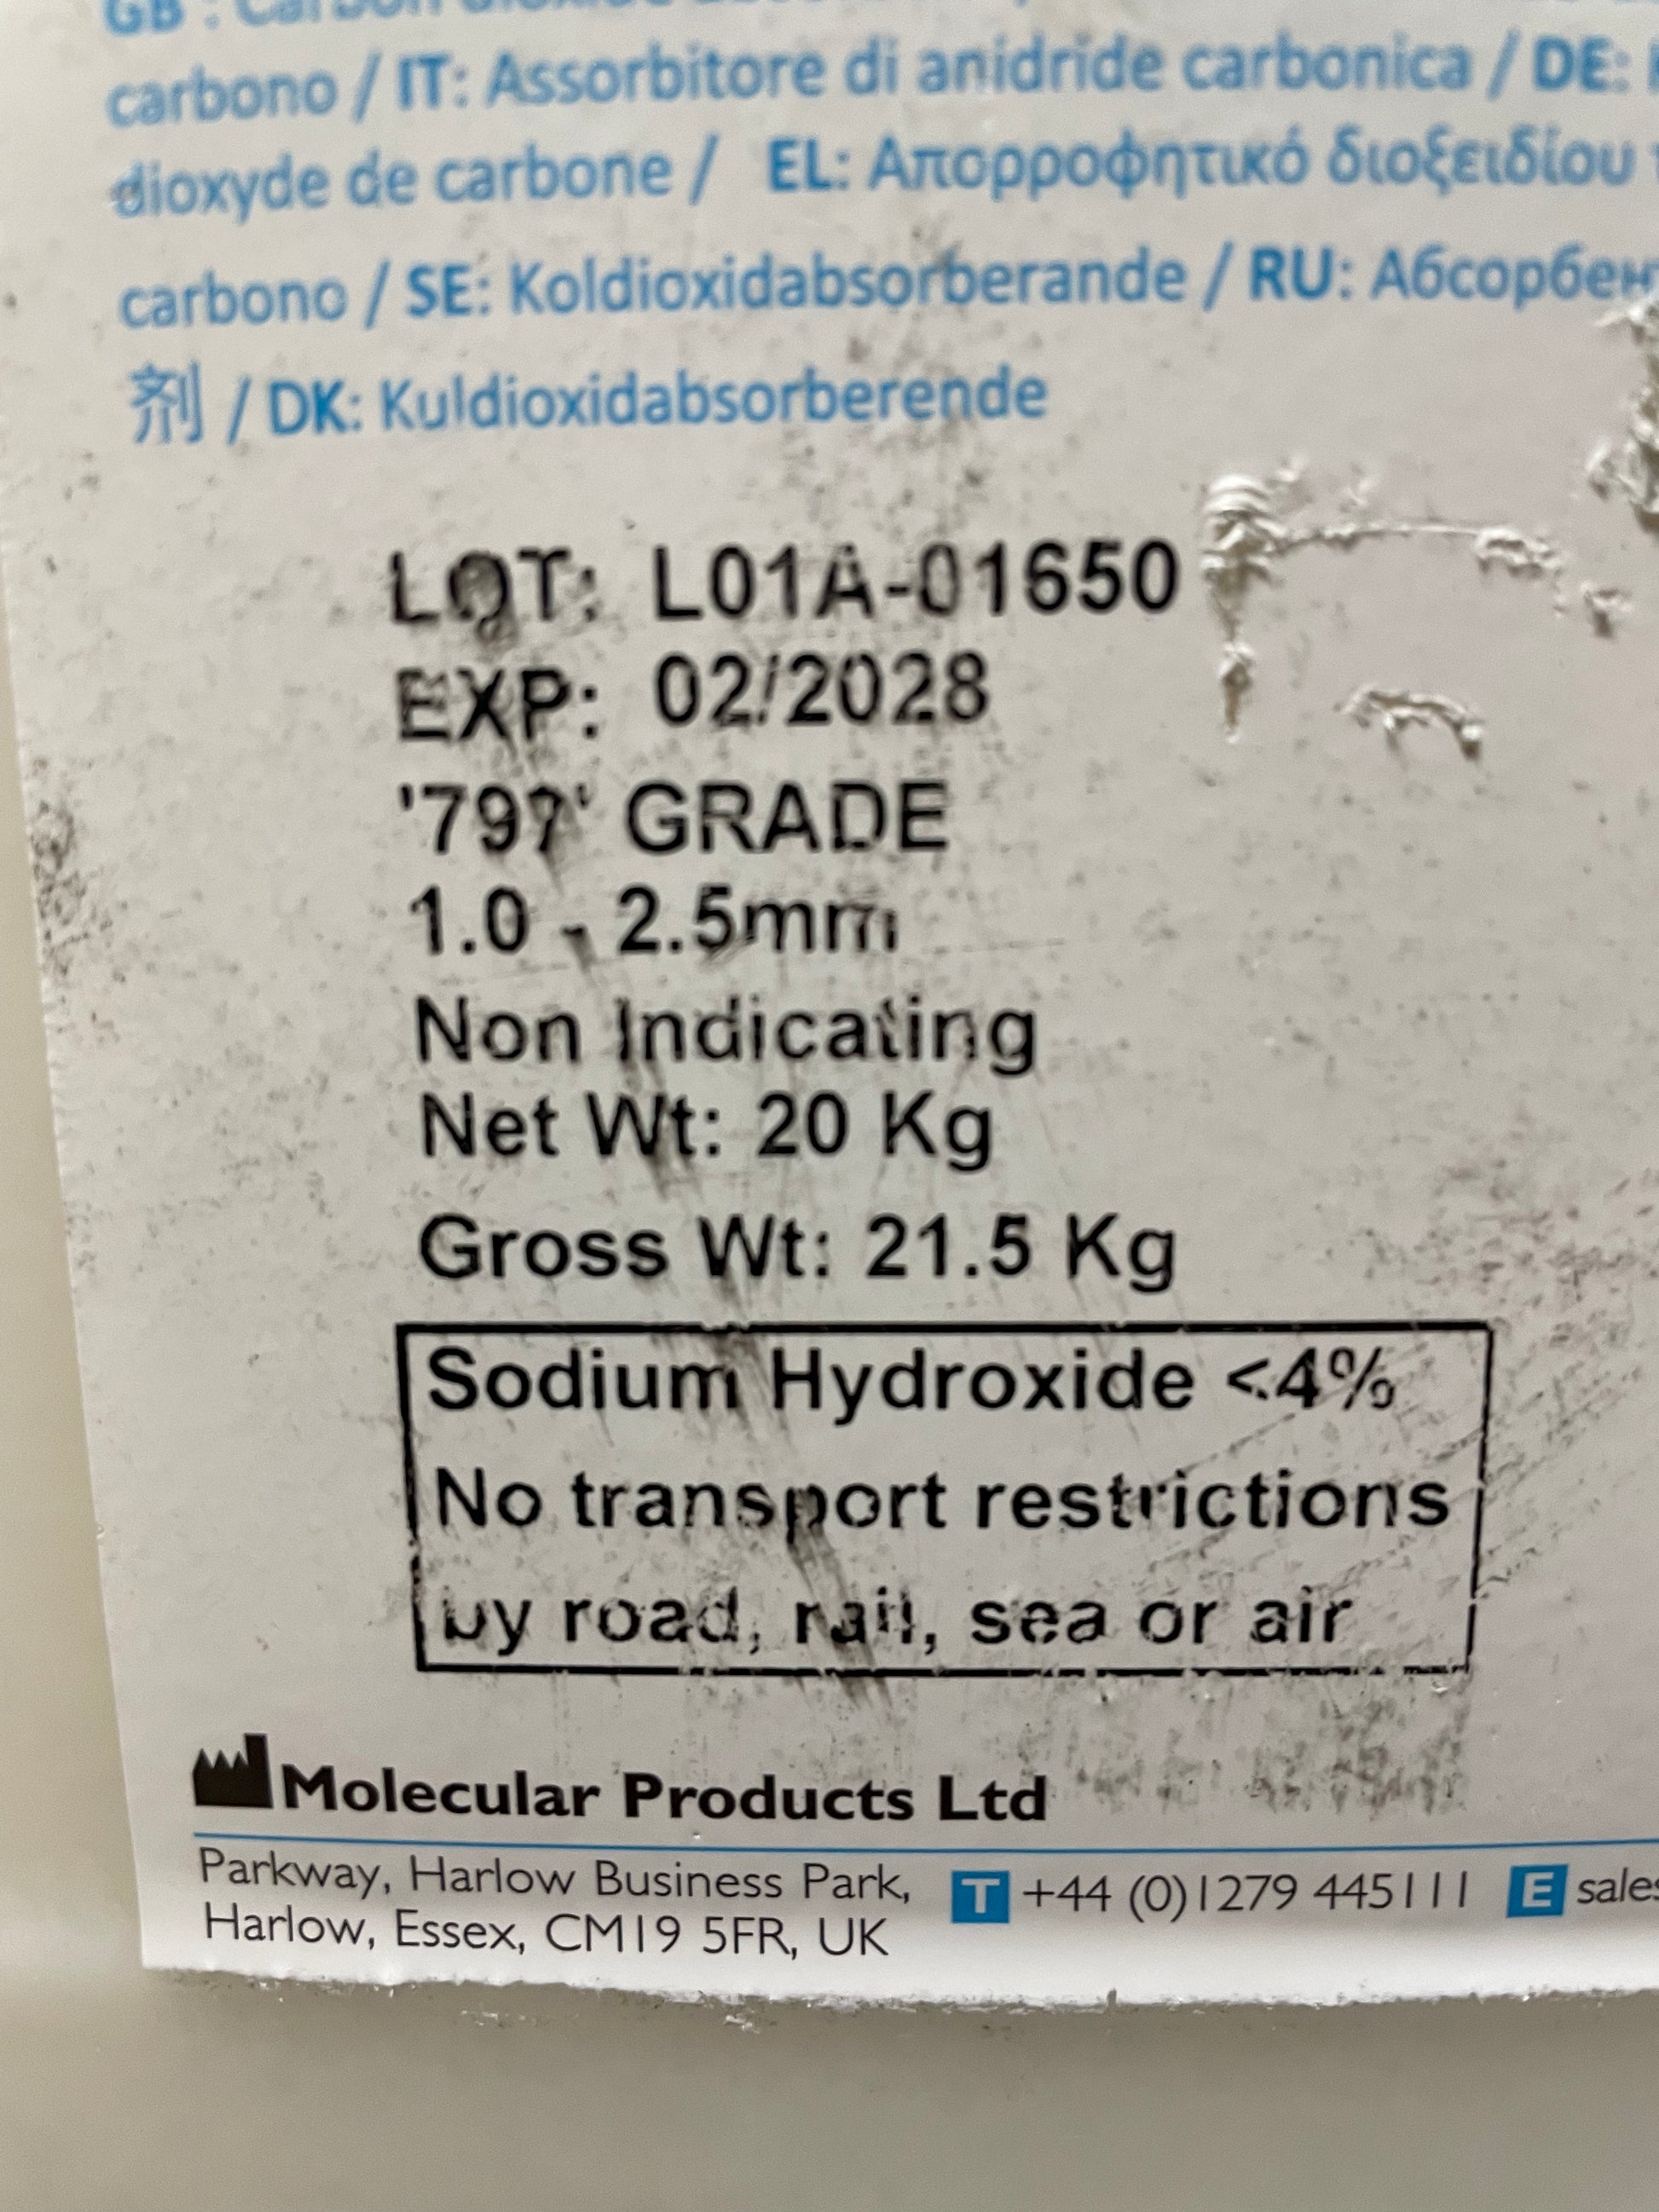 GB : Carbon dioxide
carbono / IT: Assorbitore di anidride carbonica / DE:
dioxyde de carbone / EL: Απορροφητικό διοξειδίου
carbono / SE: Koldioxidabsorberande / RU:
剂 / DK: Kuldioxidabsorberende
LOT: L01A-01650
EXP: 02/2028
'797' GRADE
1.0 - 2.5mm
Non Indicating
Net Wt: 20 Kg
Gross Wt: 21.5 Kg
Sodium Hydroxide <4%
No transport restrictions
by road, rail, sea or air
Molecular Products Ltd
Parkway, Harlow Business Park, T +44 (0)1279 445111 E
Harlow, Essex, CM19 5FR, UK